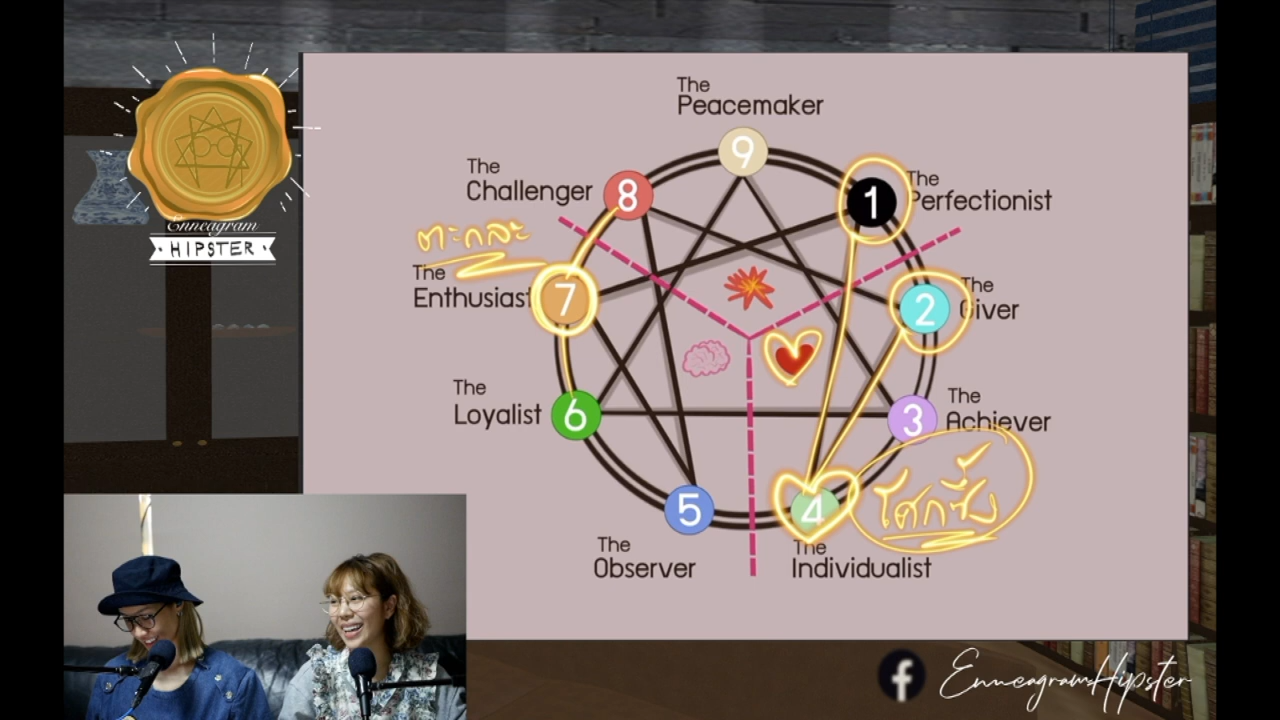 Enneagram
HIPSTER
The
Peacemaker
9
The
Challenger
8
1
The
Perfectionist
ตะกละ
The
Enthusiast
7
2
The
Giver
The
Loyalist
6
3
The
Achiever
5
4
โศกซึ้ง
The
Observer
The
Individualist
f
EnneagramHipster